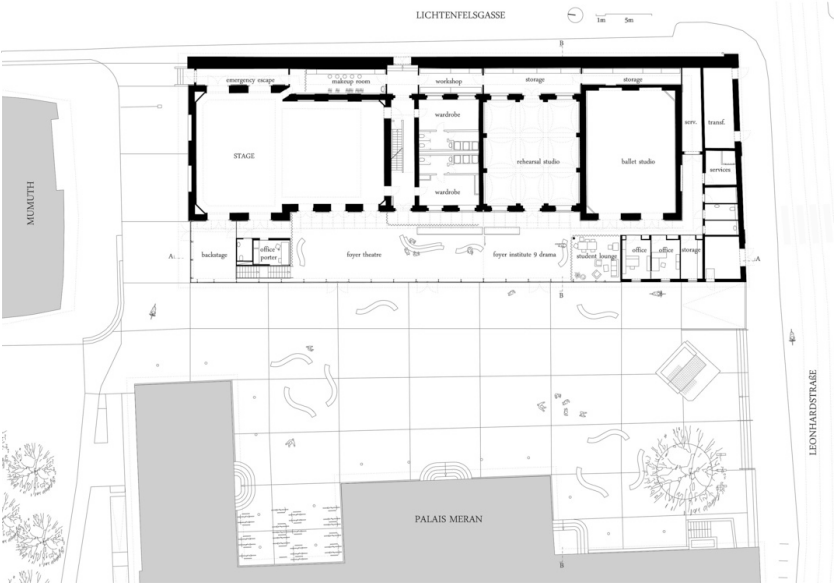 LICHTENFELSGASSE
1m 5m
B
emergency escape
makeup room
workshop
storage
storage
wardrobe
serv.
transf.
STAGE
rehearsal studio
ballet studio
services
wardrobe
MUMUTH
A
backstage
office
porter
foyer theatre
foyer institute 9 drama
student lounge
office
office
storage
A
B
LEONHARDSTRAßE
PALAIS MERAN
B